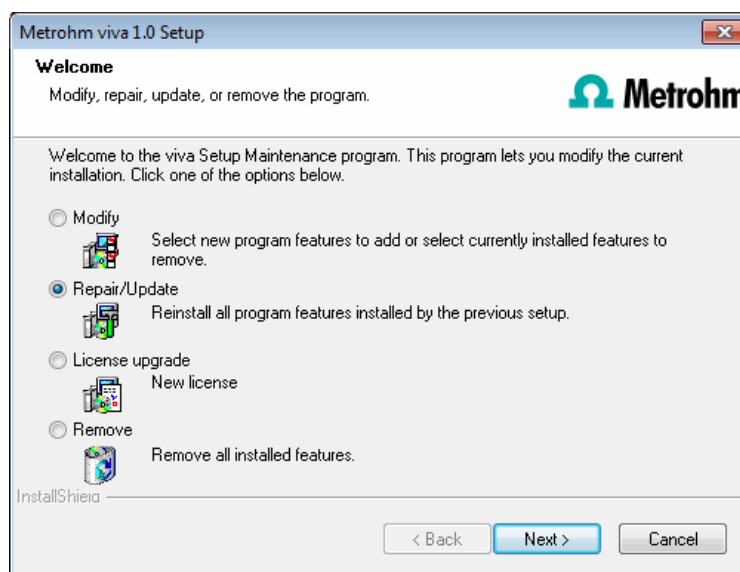 Metrohm viva 1.0 Setup
Welcome
Modify, repair, update, or remove the program.
Metrohm
Welcome to the viva Setup Maintenance program. This program lets you modify the current
installation. Click one of the options below.
Modify
Select new program features to add or select currently installed features to
remove.
Repair/Update
Reinstall all program features installed by the previous setup.
License upgrade
New license
Remove
Remove all installed features.
InstallShield
< Back
Next >
Cancel